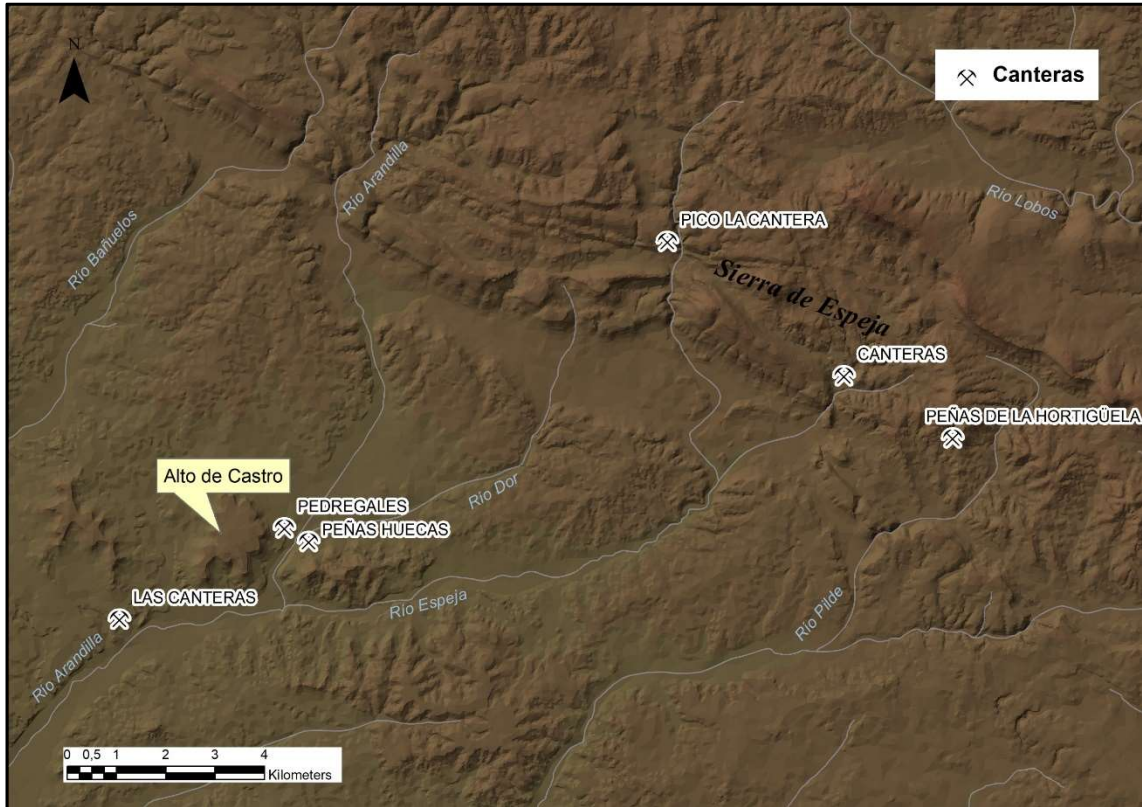 N
Canteras
Río Arandilla
Río Lobos
Río Bañuelos
PICO LA CANTERA
Sierra de Espeja
CANTERAS
PEÑAS DE LA HORTIGÜELA
Alto de Castro
Río Dor
PEDREGALES
PEÑAS HUECAS
LAS CANTERAS
Río Espeja
Río Pilde
Río Arandilla
0 0,5 1 2 3 4
Kilometers